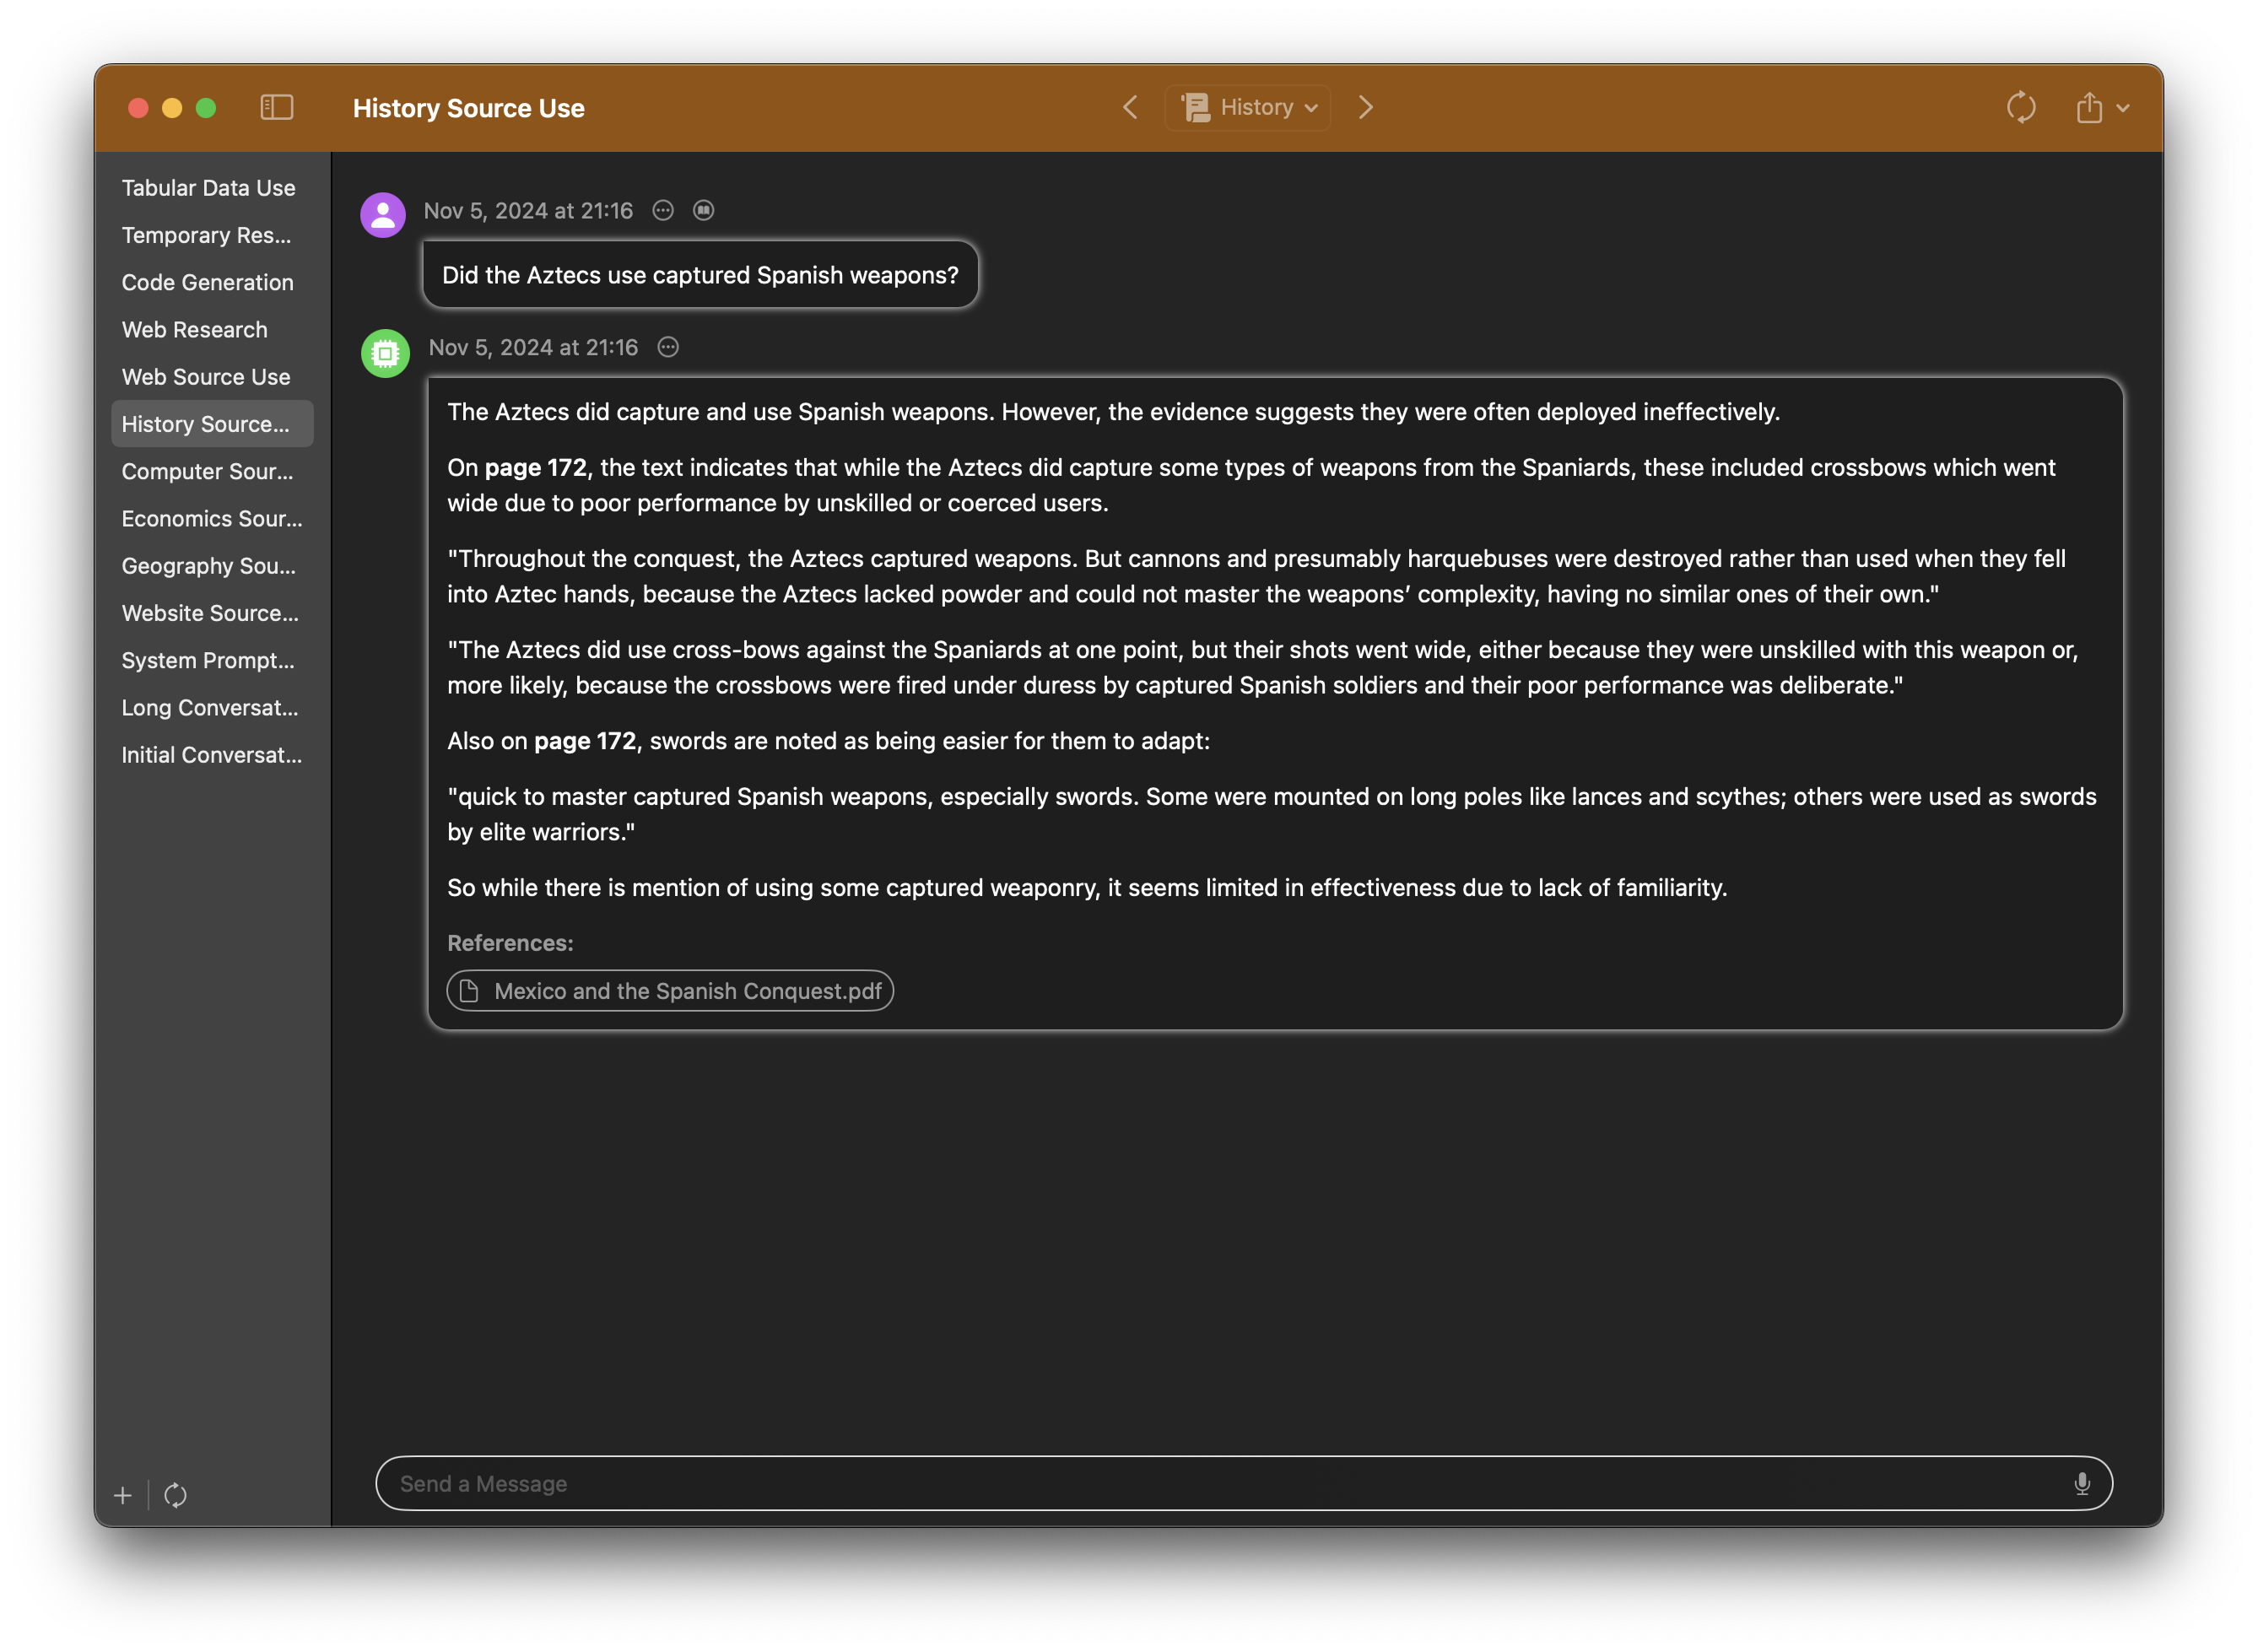 History Source Use
History
Tabular Data Use
Temporary Res...
Code Generation
Web Research
Web Source Use
History Source...
Computer Sour...
Economics Sour...
Geography Sou...
Website Source...
System Prompt...
Long Conversat...
Initial Conversat...
Nov 5, 2024 at 21:16
Did the Aztecs use captured Spanish weapons?
Nov 5, 2024 at 21:16
The Aztecs did capture and use Spanish weapons. However, the evidence suggests they were often deployed ineffectively.
On page 172, the text indicates that while the Aztecs did capture some types of weapons from the Spaniards, these included crossbows which went
wide due to poor performance by unskilled or coerced users.
"Throughout the conquest, the Aztecs captured weapons. But cannons and presumably harquebuses were destroyed rather than used when they fell
into Aztec hands, because the Aztecs lacked powder and could not master the weapons’ complexity, having no similar ones of their own."
"The Aztecs did use cross-bows against the Spaniards at one point, but their shots went wide, either because they were unskilled with this weapon or,
more likely, because the crossbows were fired under duress by captured Spanish soldiers and their poor performance was deliberate."
Also on page 172, swords are noted as being easier for them to adapt:
"quick to master captured Spanish weapons, especially swords. Some were mounted on long poles like lances and scythes; others were used as swords
by elite warriors."
So while there is mention of using some captured weaponry, it seems limited in effectiveness due to lack of familiarity.
References:
Mexico and the Spanish Conquest.pdf
Send a Message